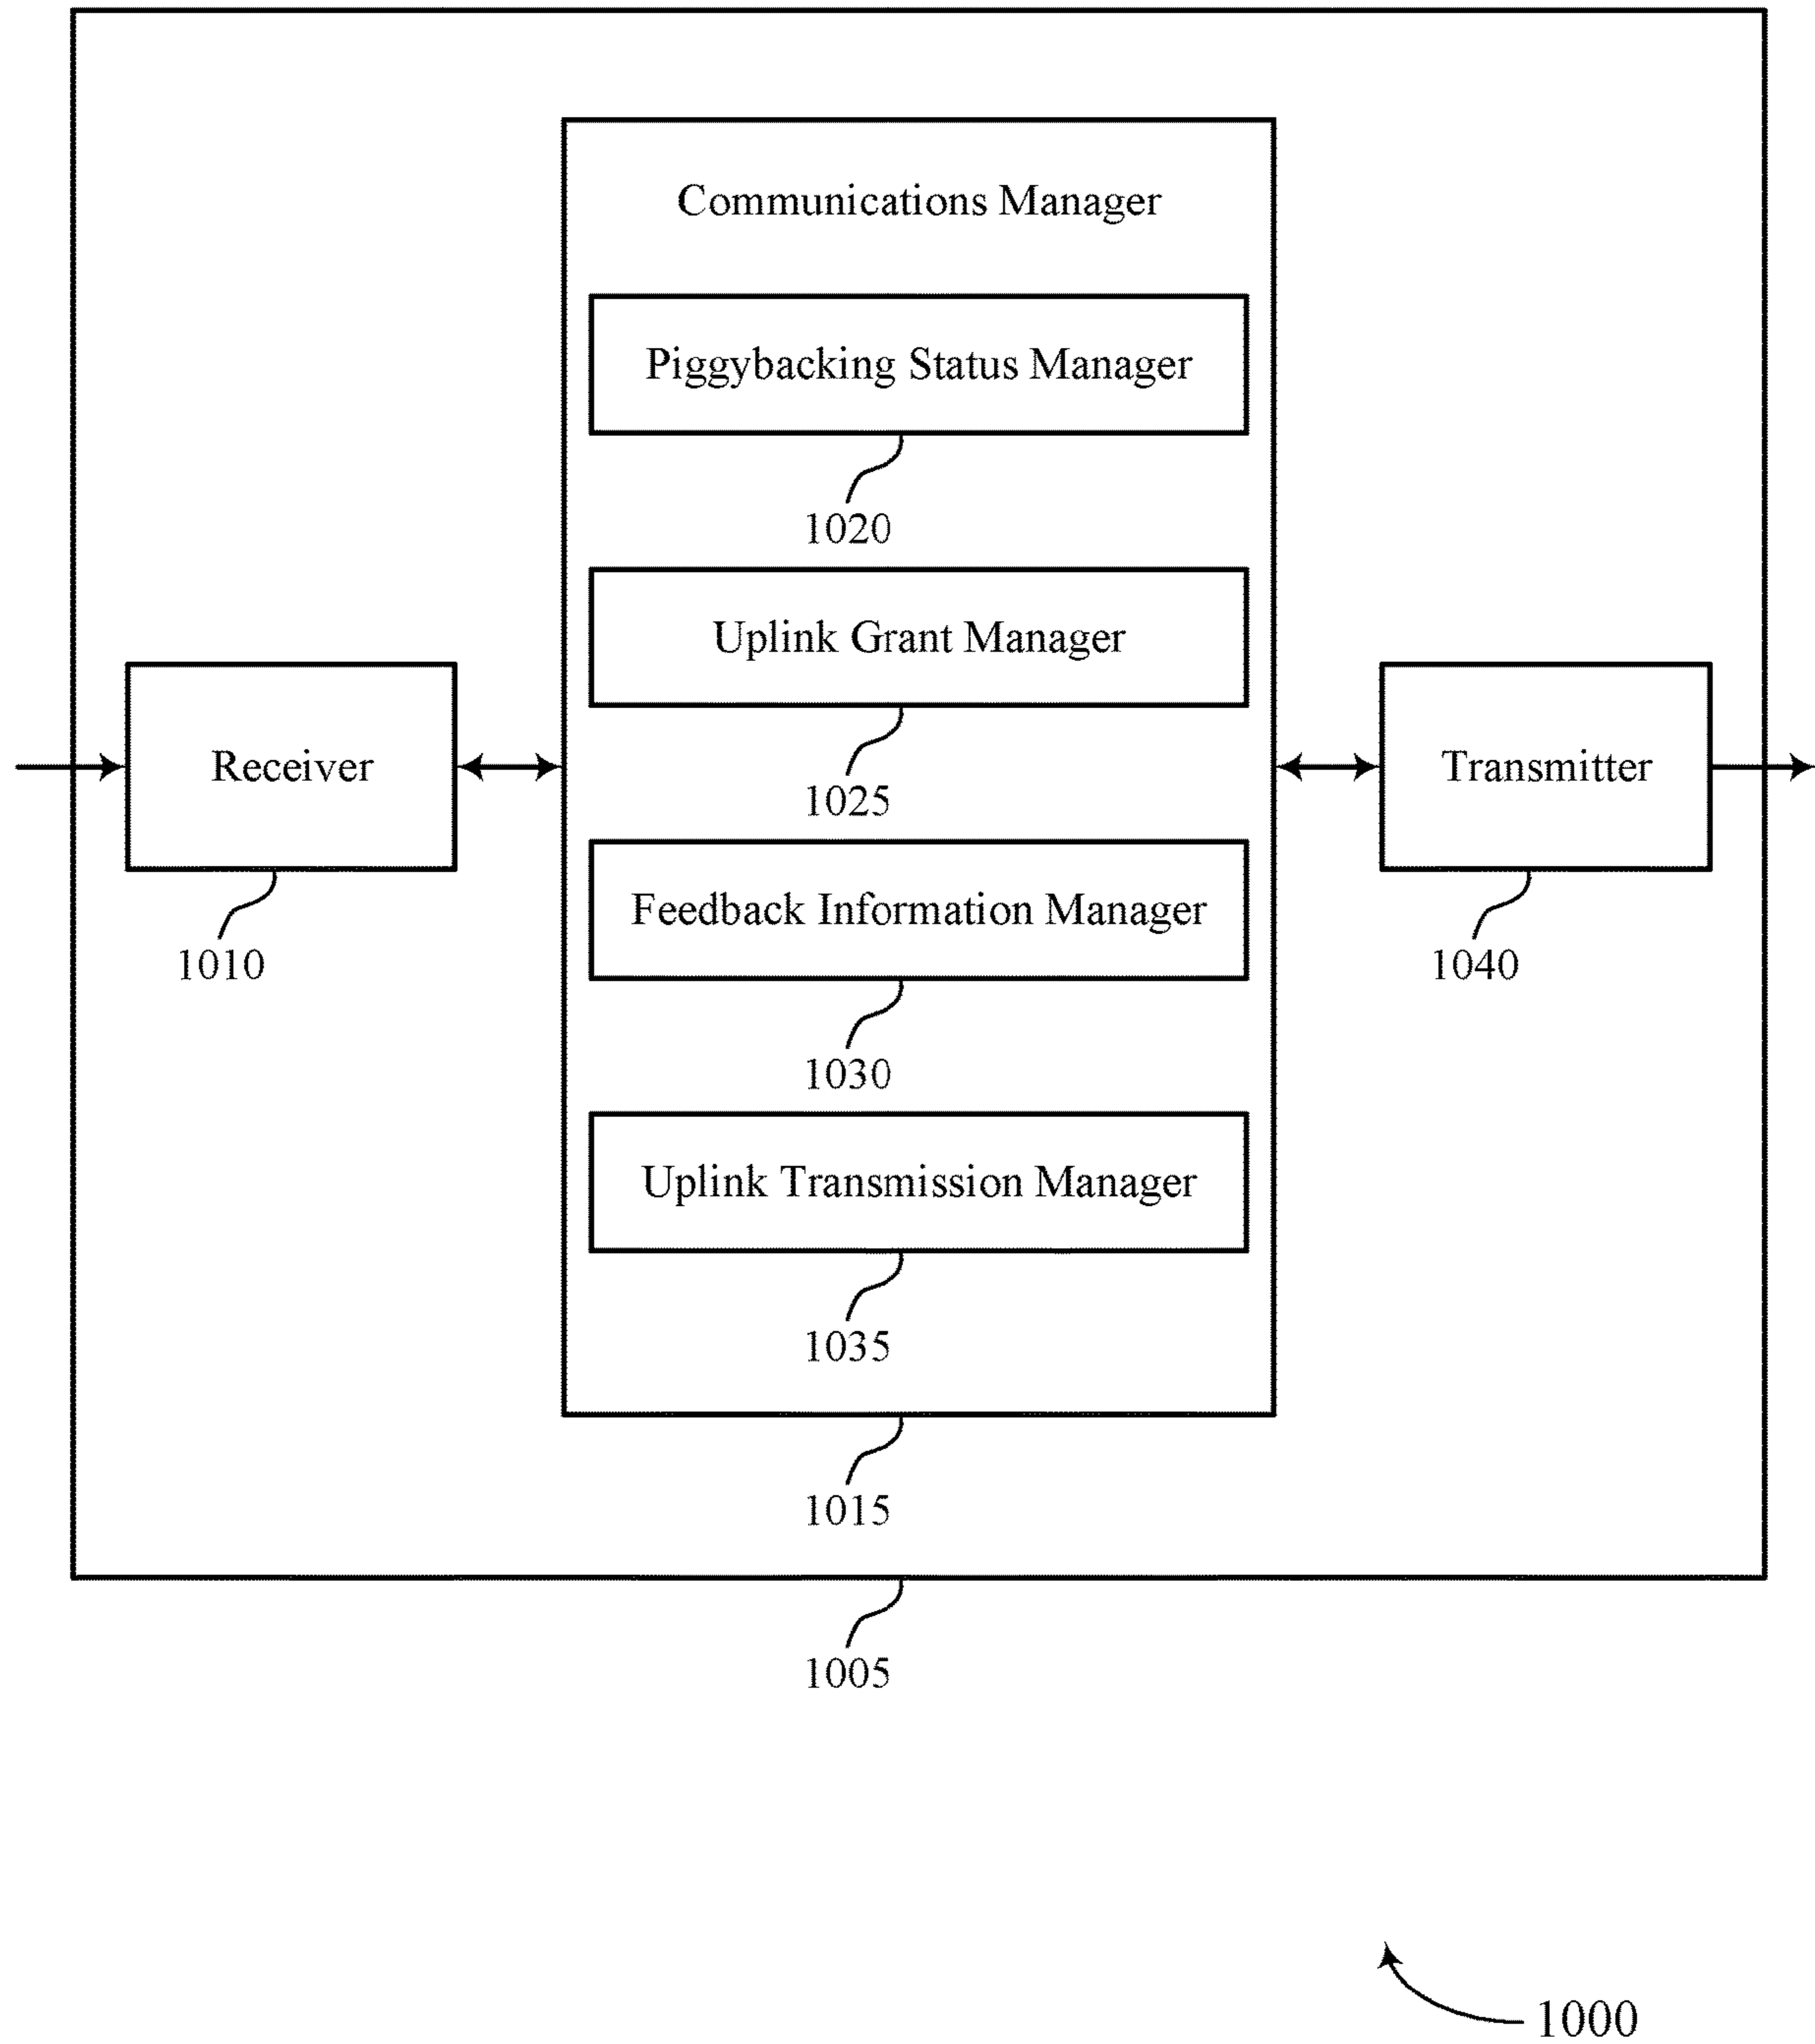 Communications Manager
Piggybacking Status Manager
1020
Uplink Grant Manager
1025
Receiver
1010
Transmitter
1040
Feedback Information Manager
1030
Uplink Transmission Manager
1035
1015
1005
1000